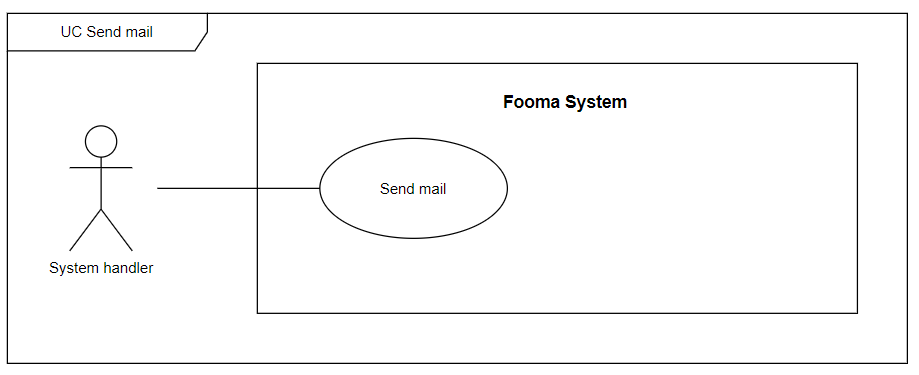 UC Send mail
Fooma System
Send mail
System handler